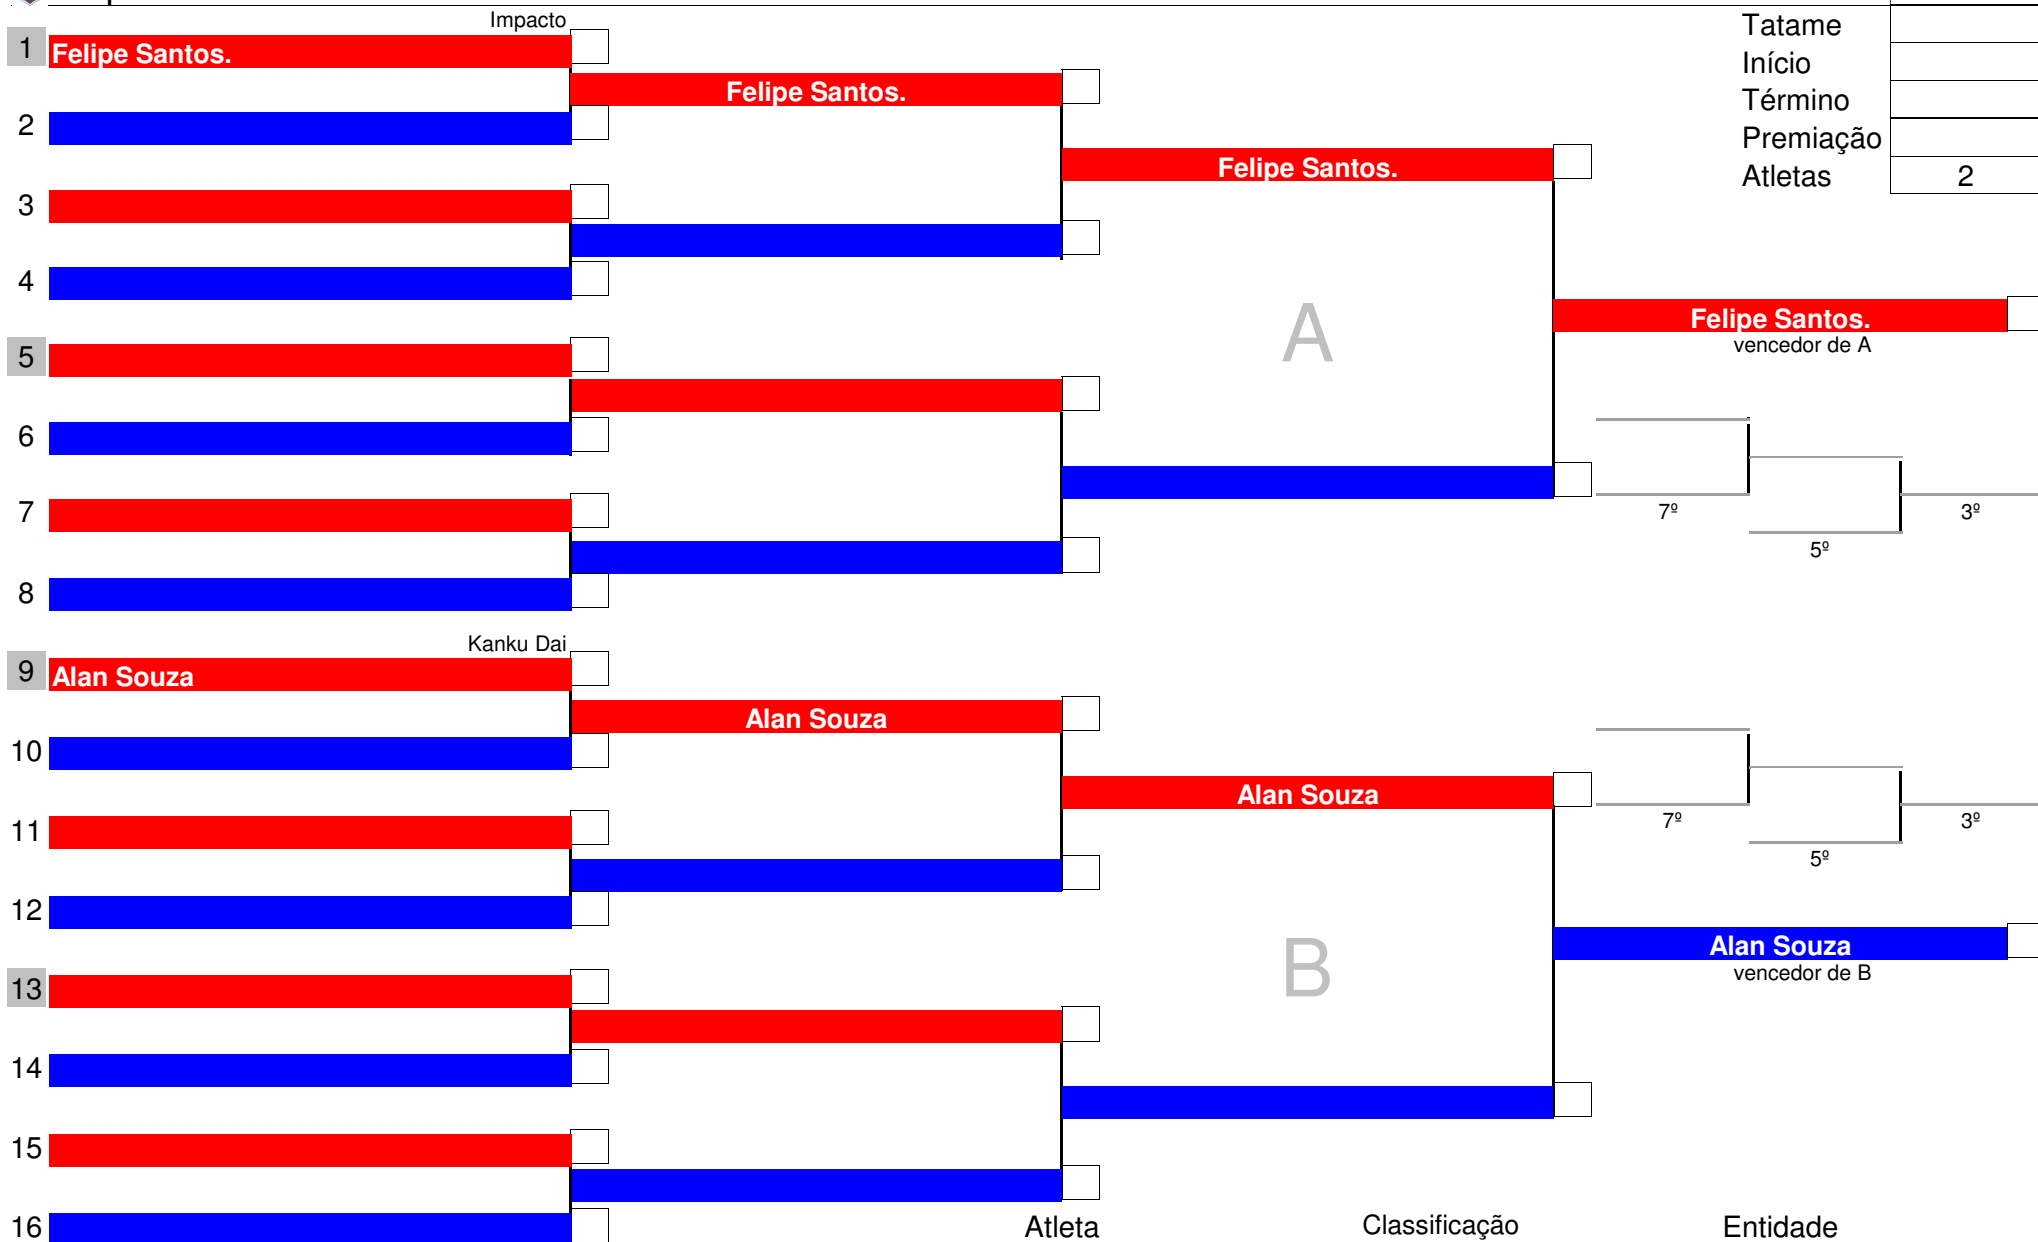 Impacto
Tatame
1 Felipe Santos.
Início
Felipe Santos.
Término
2
Premiação
Felipe Santos.
Atletas 2
3
4
A
Felipe Santos.
vencedor de A
5
6
7
7º 3º
5º
8
Kanku Dai
9 Alan Souza
Alan Souza
10
Alan Souza
11
7º 3º
5º
12
B
Alan Souza
vencedor de B
13
14
15
16
Atleta Classificação Entidade